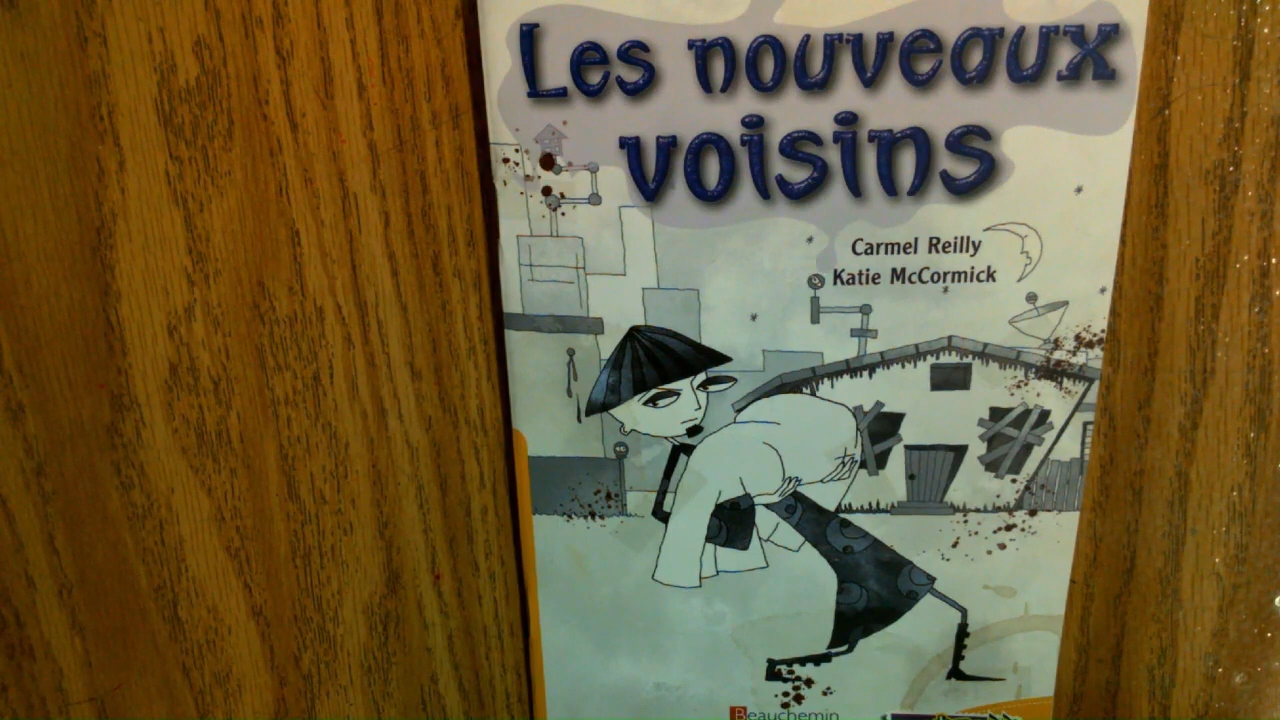 Les nouveaux
voisins
Carmel Reilly
Katie McCormick
Beauchemin